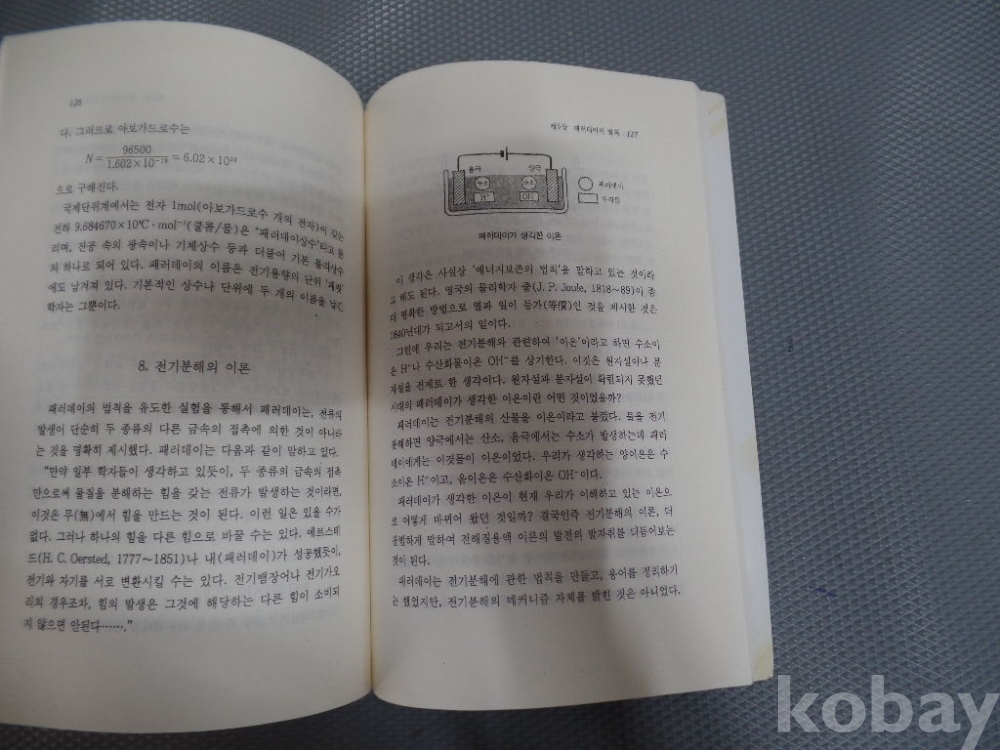 126
다. 그러므로 아보가드로수는
N = 96500 / 1.602×10⁻¹⁹ = 6.02×10²³
으로 구해진다.
국제단위계에서는 전자 1mol(아보가드로수 개의 전자)이 갖는
전하 9.684670×10⁴C·mol⁻¹(쿨롬/몰)은 "패러데이상수"라고 불
리며, 진공 속의 광속이나 기체상수 등과 더불어 기본 물리상수
의 하나로 되어 있다. 패러데이의 이름은 전기용량의 단위 '패럿'
에도 남겨져 있다. 기본적인 상수나 단위에 두 개의 이름을 남긴
학자는 그뿐이다.
8. 전기분해의 이론
패러데이의 법칙을 유도한 실험을 통해서 패러데이는, 전류의
발생이 단순히 두 종류의 다른 금속의 접촉에 의한 것이 아니라
는 것을 명확히 제시했다. 패러데이는 다음과 같이 말하고 있다.
"만약 일부 학자들이 생각하고 있듯이, 두 종류의 금속의 접촉
만으로써 물질을 분해하는 힘을 갖는 전류가 발생하는 것이라면,
이것은 무(無)에서 힘을 만드는 것이 된다. 이런 일은 있을 수가
없다. 그러나 하나의 힘을 다른 힘으로 바꿀 수는 있다. 에르스테
드(H. C. Oersted, 1777~1851)나 내(패러데이)가 성공했듯이,
전기와 자기를 서로 변환시킬 수는 있다. 전기뱀장어나 전기가오
리의 경우조차, 힘의 발생은 그것에 해당하는 다른 힘이 소비되
지 않으면 안된다……."
제5장 패러데이의 발독 127
음극 양극
H⁺ OH⁻
패러데이
패러데이가 생각한 이온
이 생각은 사실상 '에너지보존의 법칙'을 말하고 있는 것이라
고 해도 된다. 영국의 물리학자 줄(J. P. Joule, 1818~89)이 좀
더 명확한 방법으로 열과 일이 등가(等價)인 것을 제시한 것은
1840년대가 되고서의 일이다.
그런데 우리는 전기분해와 관련하여 '이온'이라고 하면 수소이
온 H⁺나 수산화물이온 OH⁻를 상기한다. 이것은 원자설이나 분
자설을 전제로 한 생각이다. 원자설과 분자설이 확립되지 못했던
시대의 패러데이가 생각한 이온이란 어떤 것이었을까?
패러데이는 전기분해의 산물을 이온이라고 불렀다. 물을 전기
분해하면 양극에서는 산소, 음극에서는 수소가 발생하는데 패러
데이에게는 이것들이 이온이었다. 우리가 생각하는 양이온은 수
소이온 H⁺이고, 음이온은 수산화이온 OH⁻이다.
패러데이가 생각한 이온이 현재 우리가 이해하고 있는 이온으
로 어떻게 바뀌어 왔던 것일까? 결국인즉 전기분해의 이론, 더
분명하게 말하여 전해질용액 이론의 발전의 발자취를 더듬어보는
것이 된다.
패러데이는 전기분해에 관한 법칙을 만들고, 용어를 정리하기
는 했었지만, 전기분해의 메커니즘 자체를 밝힌 것은 아니었다.
kobay